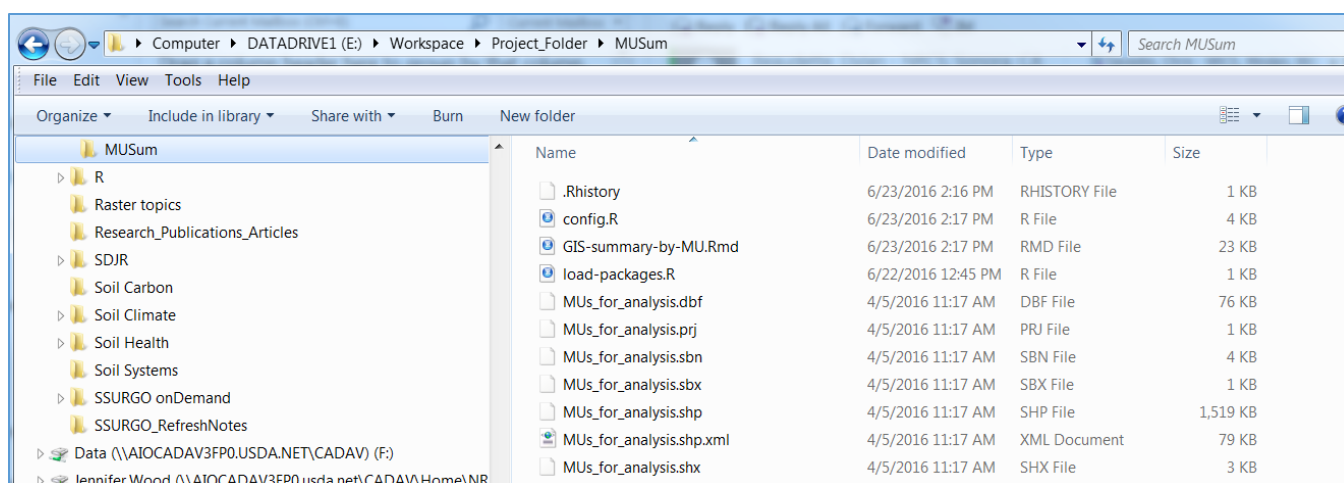 Computer DATADRIVE1 (E:) Workspace Project_Folder MUSum Search MUSum
File Edit View Tools Help
Organize Include in library Share with Burn New folder
MUSum
R
Raster topics
Research_Publications_Articles
SDJR
Soil Carbon
Soil Climate
Soil Health
Soil Systems
SSURGO onDemand
SSURGO_RefreshNotes
Data (\\AIOCADAV3FP0.USDA.NET\CADAV) (F:)
Jennifer Wood (\\AIOCADAV3FP0.usda.net\CADAV\Home\NR
Name Date modified Type Size
.Rhistory 6/23/2016 2:16 PM RHISTORY File 1 KB
config.R 6/23/2016 2:17 PM R File 4 KB
GIS-summary-by-MU.Rmd 6/23/2016 2:17 PM RMD File 23 KB
load-packages.R 6/22/2016 12:45 PM R File 1 KB
MUs_for_analysis.dbf 4/5/2016 11:17 AM DBF File 76 KB
MUs_for_analysis.prj 4/5/2016 11:17 AM PRJ File 1 KB
MUs_for_analysis.sbn 4/5/2016 11:17 AM SBN File 4 KB
MUs_for_analysis.sbx 4/5/2016 11:17 AM SBX File 1 KB
MUs_for_analysis.shp 4/5/2016 11:17 AM SHP File 1,519 KB
MUs_for_analysis.shp.xml 4/5/2016 11:17 AM XML Document 79 KB
MUs_for_analysis.shx 4/5/2016 11:17 AM SHX File 3 KB